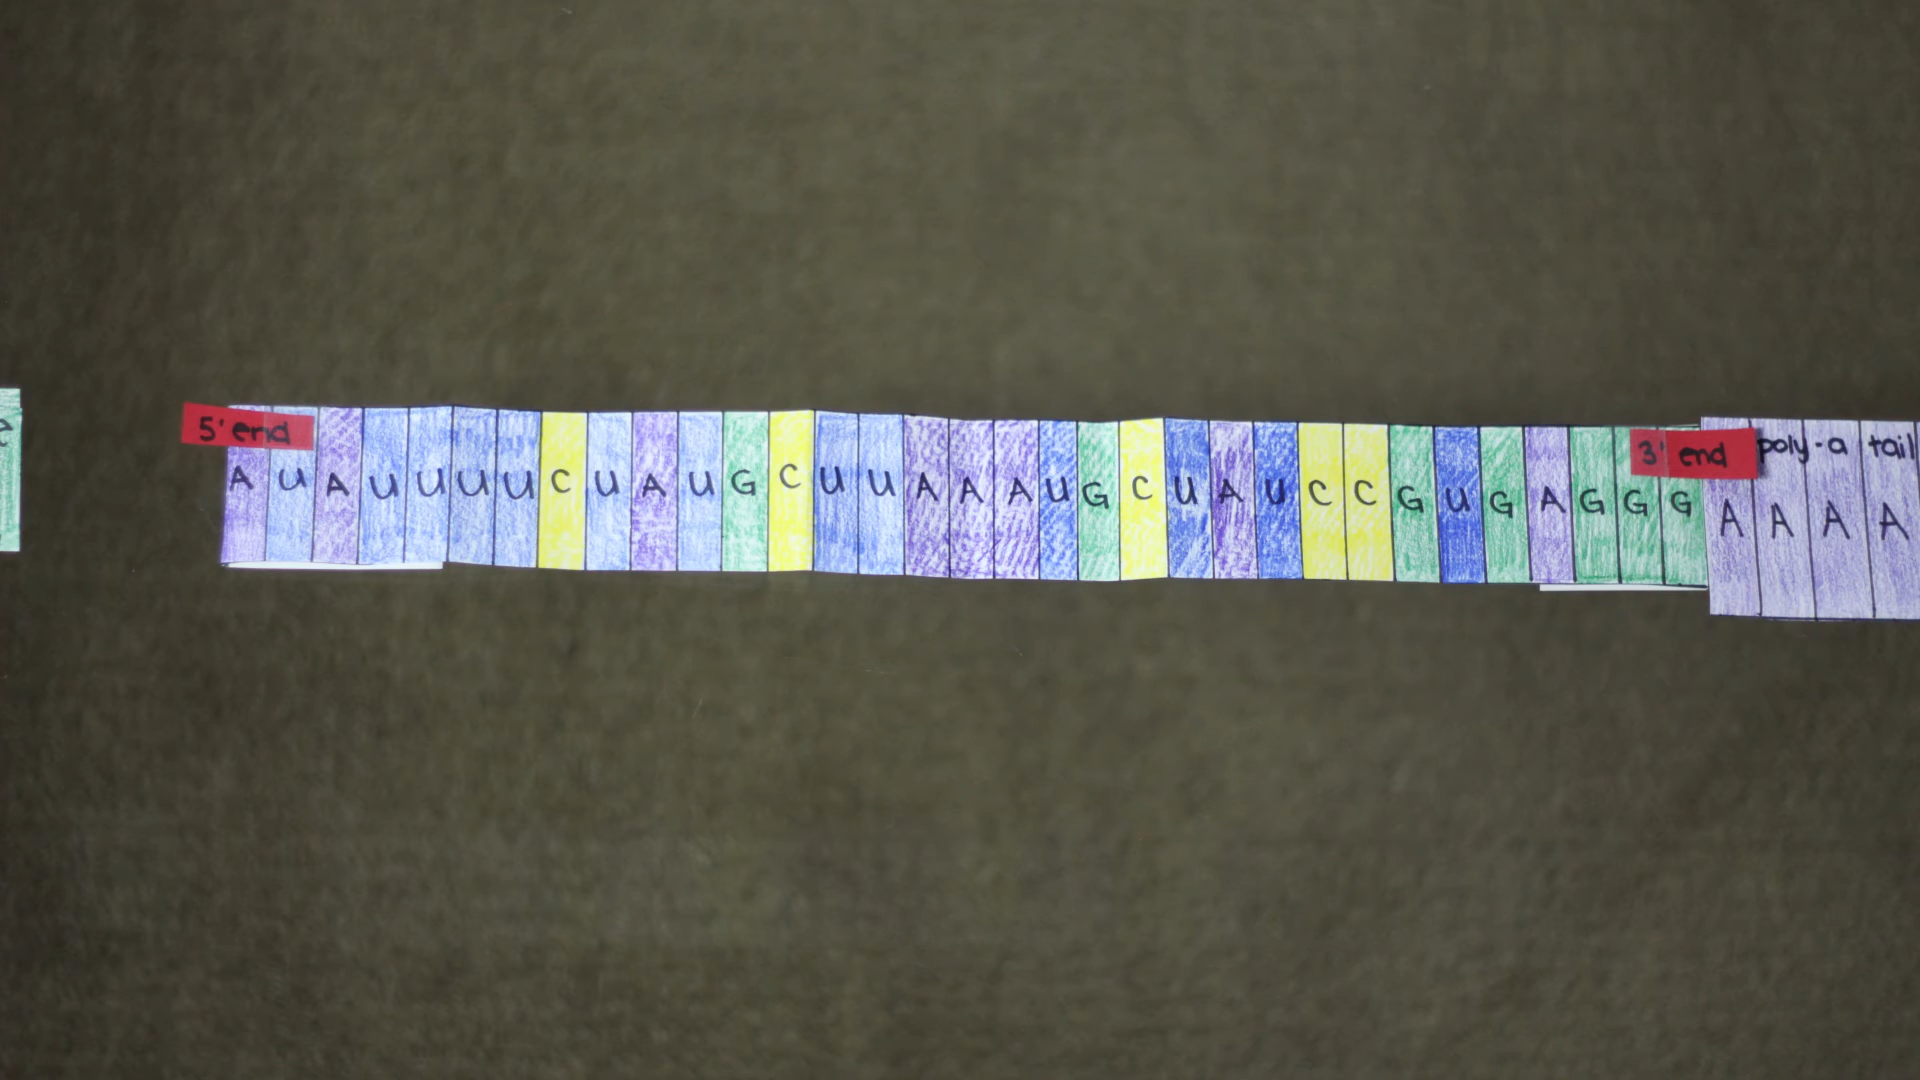 5' end
3' end poly-a tail
A U A U U U U C U A U G C U U A A A U G C U A U C C G U G A G G G A A A A